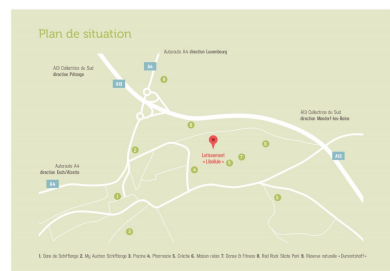 Plan de situation
Autoroute A4 direction Luxembourg
A4
A13 Collectrice du Sud
direction Pétange
A13
A13 Collectrice du Sud
direction Mondorf-les-Bains
Lotissement
Autoroute A4
direction Esch/Alzette
A4
A13
1. Gare de Schifflange 2. My Auchan Schifflange 3. Piscine 4. Pharmacie 5. Crèche 6. Maison relais 7. Danse & Fitness 8. Red Rock Skate Park 9. Réserve naturelle «Dumontshaff»